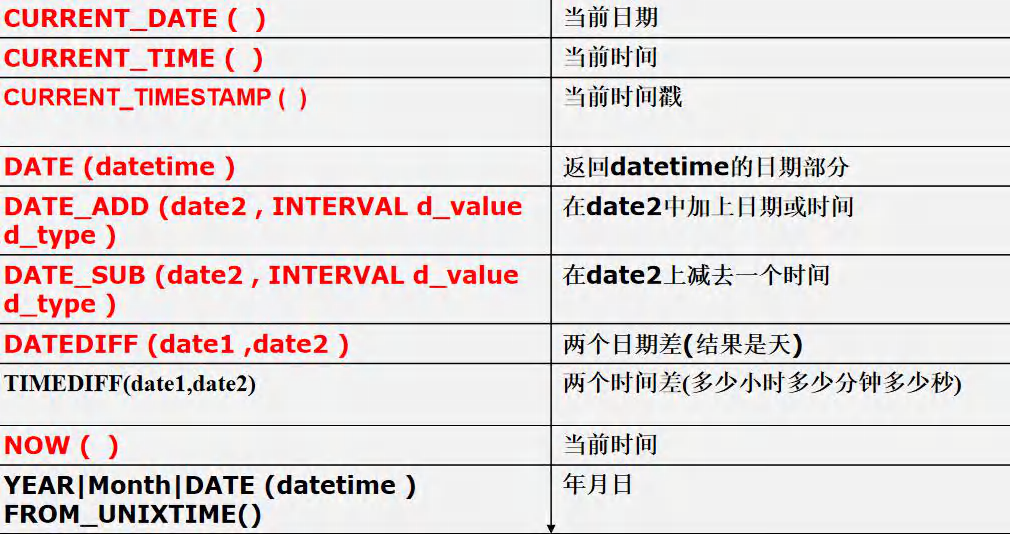 CURRENT_DATE (  )
当前日期
CURRENT_TIME (  )
当前时间
CURRENT_TIMESTAMP (  )
当前时间戳
DATE (datetime )
返回datetime的日期部分
DATE_ADD (date2 , INTERVAL d_value
d_type )
在date2中加上日期或时间
DATE_SUB (date2 , INTERVAL d_value
d_type )
在date2上减去一个时间
DATEDIFF (date1 ,date2 )
两个日期差(结果是天)
TIMEDIFF(date1,date2)
两个时间差(多少小时多少分钟多少秒)
NOW (  )
当前时间
YEAR|Month|DATE (datetime )
FROM_UNIXTIME()
年月日